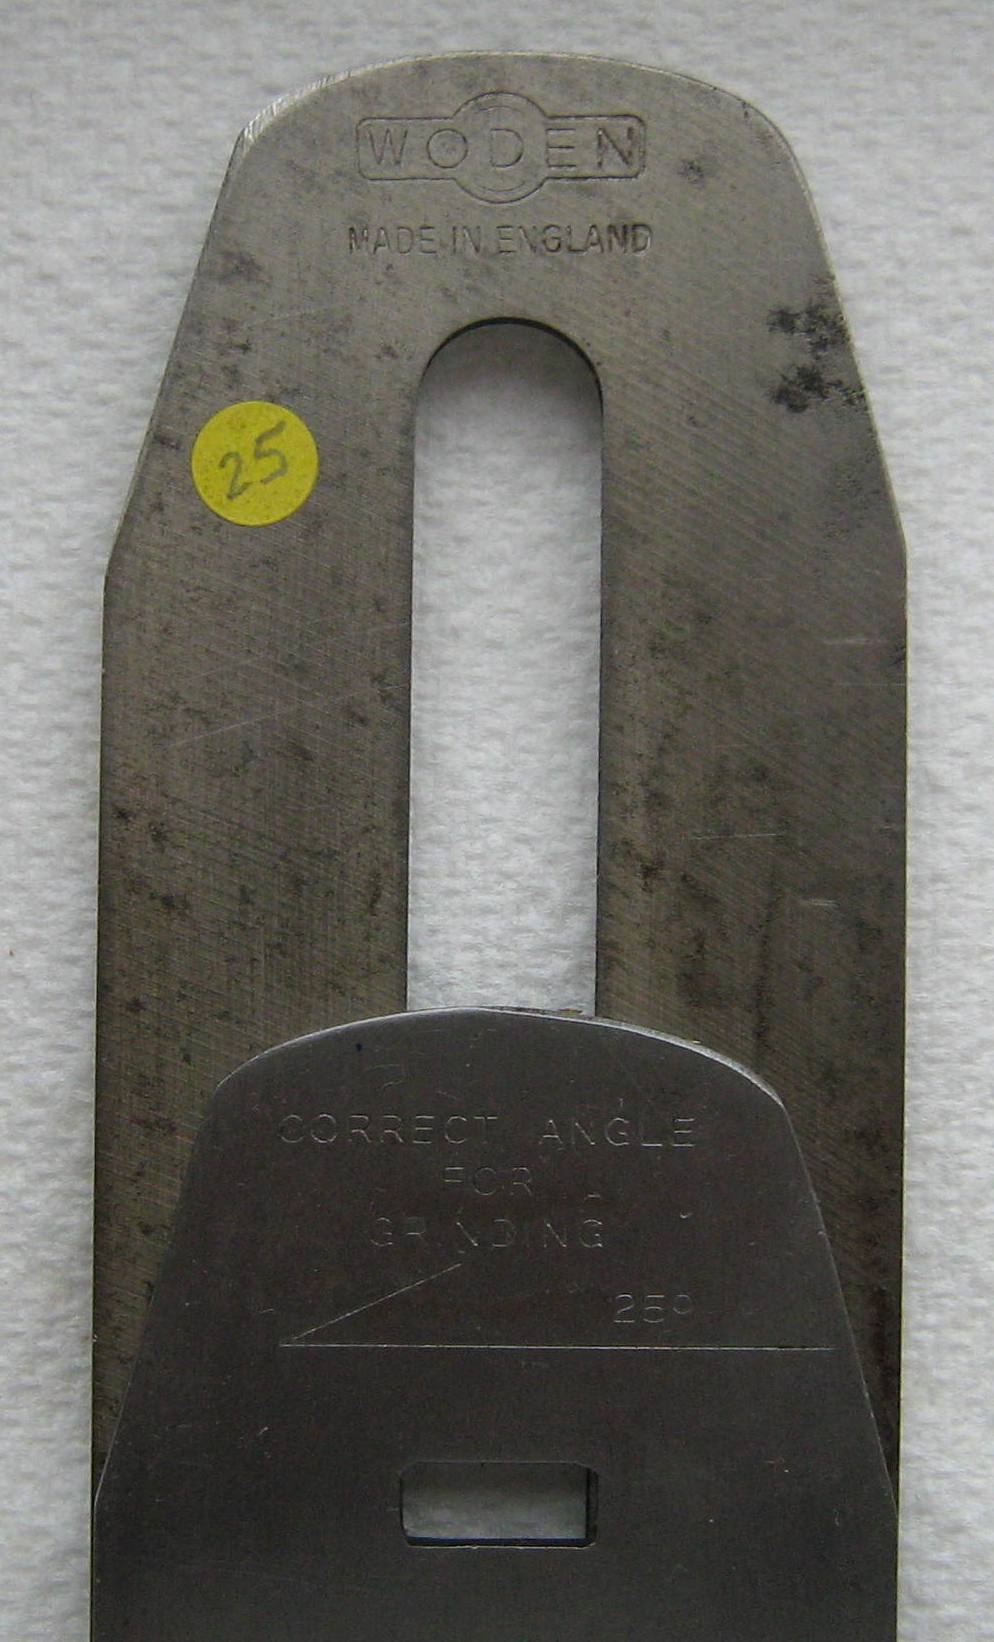 WODEN
MADE IN ENGLAND
25
CORRECT ANGLE
FOR
GRINDING
25°